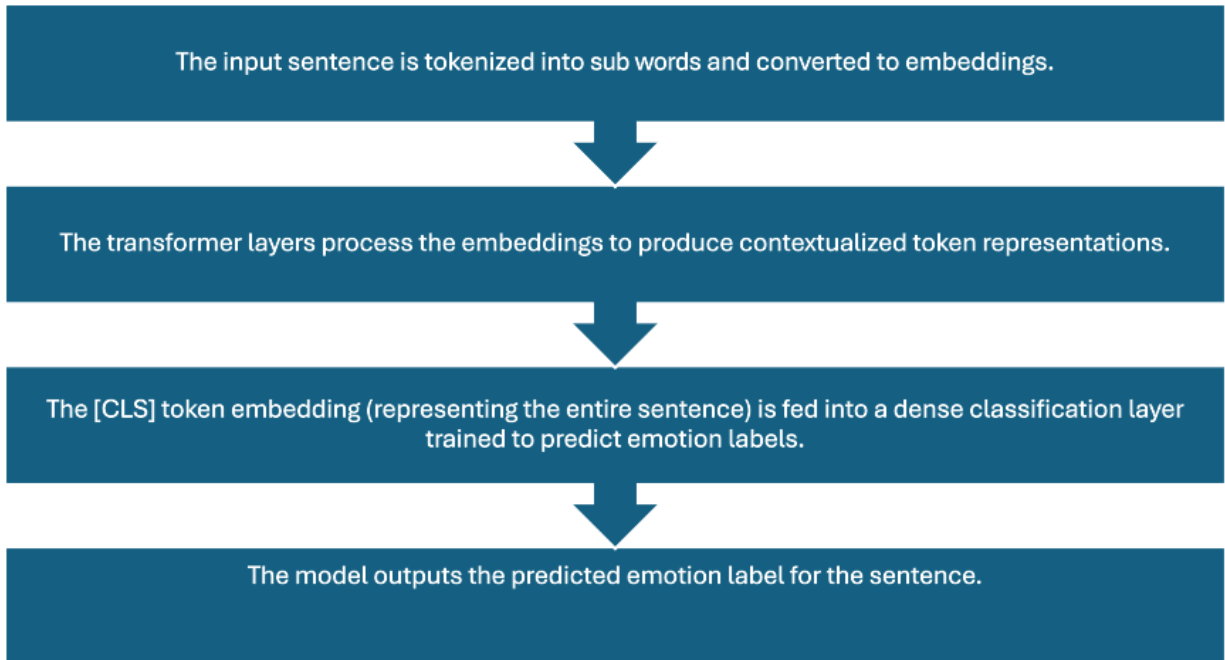 The input sentence is tokenized into sub words and converted to embeddings.
The transformer layers process the embeddings to produce contextualized token representations.
The [CLS] token embedding (representing the entire sentence) is fed into a dense classification layer
trained to predict emotion labels.
The model outputs the predicted emotion label for the sentence.